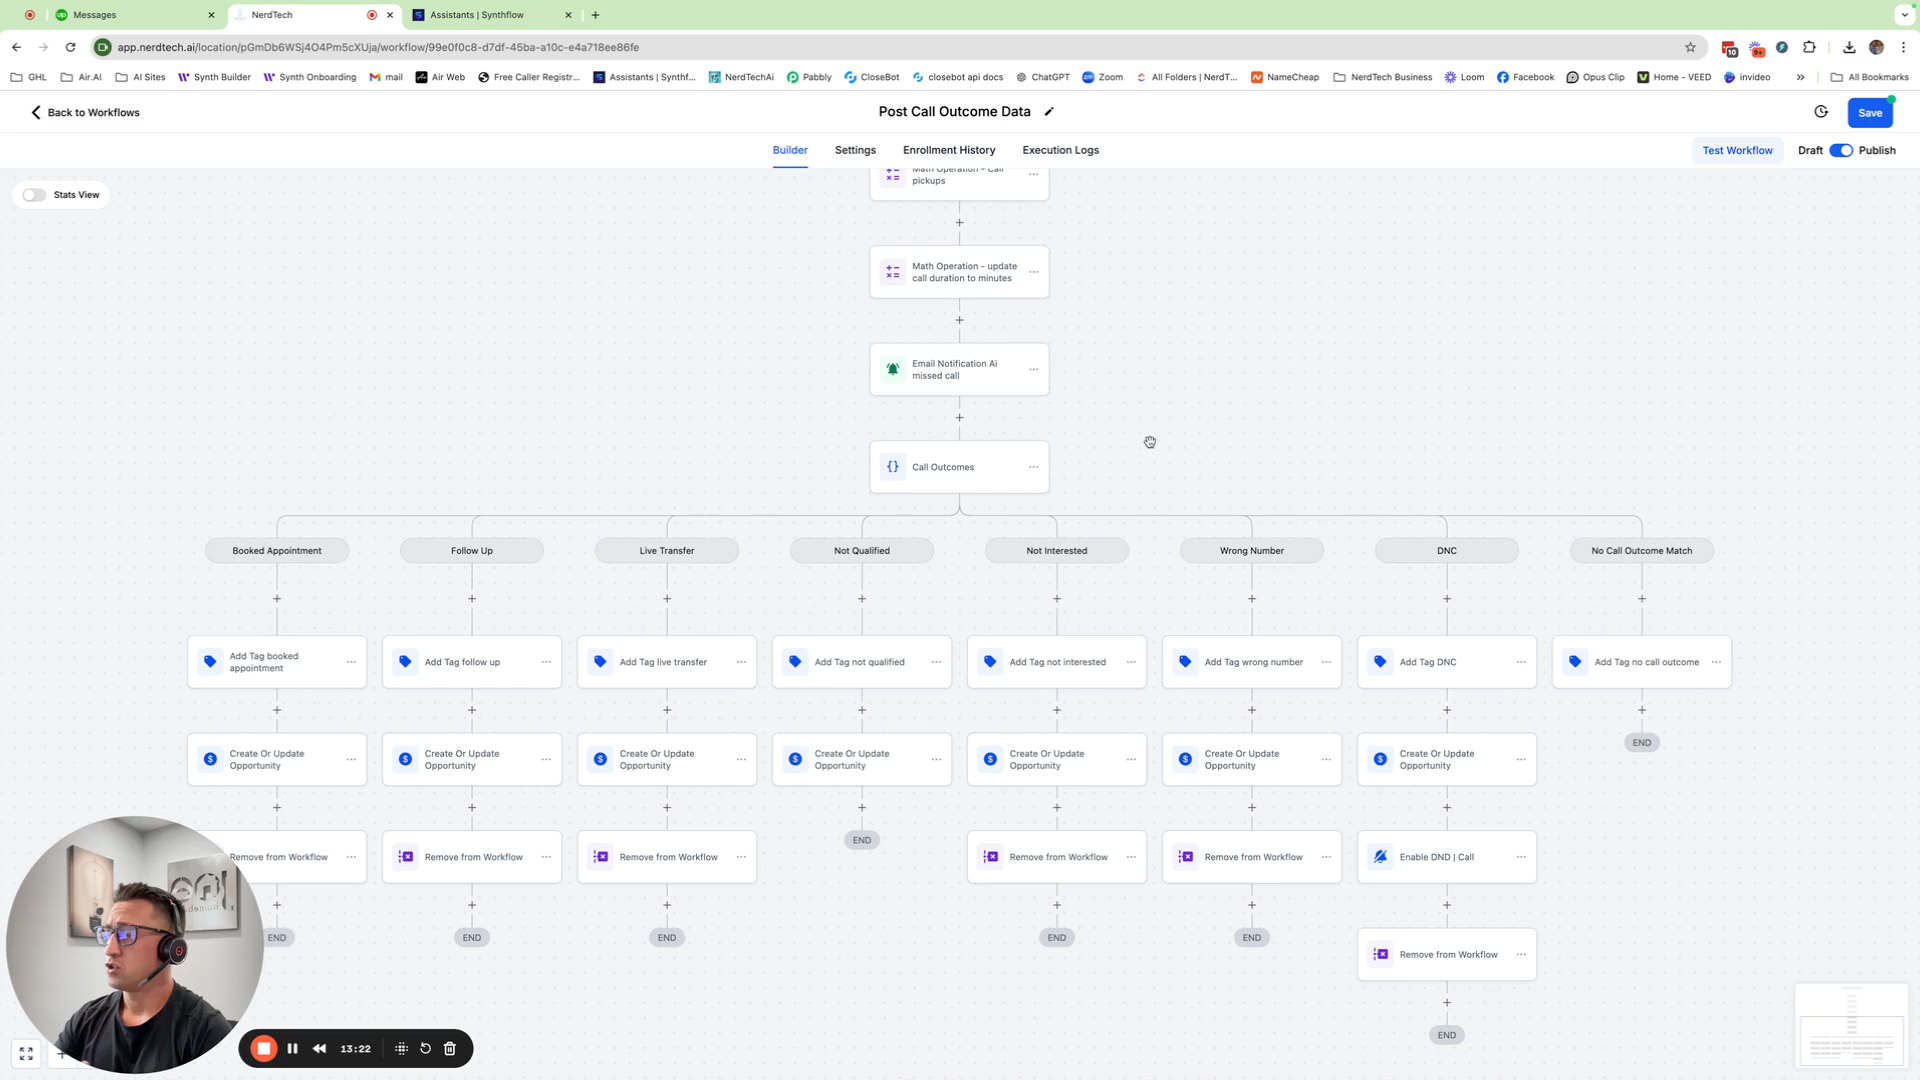 Messages
NerdTech
Assistants | Synthflow
app.nerdtech.ai/location/pGmDb6WSj4O4Pm5cXUja/workflow/99e0f0c8-d7df-45ba-a10c-e4a718ee86fe
10
9+
GHL
Air.AI
AI Sites
Synth Builder
Synth Onboarding
mail
Air Web
Free Caller Registr...
Assistants | Synthf...
NerdTechAi
Pabbly
CloseBot
closebot api docs
ChatGPT
Zoom
All Folders | NerdT...
NameCheap
NerdTech Business
Loom
Facebook
Opus Clip
Home - VEED
invideo
All Bookmarks
Back to Workflows
Post Call Outcome Data
Save
Builder
Settings
Enrollment History
Execution Logs
Test Workflow
Draft
Publish
Stats View
Math Operation - Call
pickups
Math Operation - update
call duration to minutes
Email Notification Ai
missed call
Call Outcomes
Booked Appointment
Follow Up
Live Transfer
Not Qualified
Not Interested
Wrong Number
DNC
No Call Outcome Match
Add Tag booked
appointment
Add Tag follow up
Add Tag live transfer
Add Tag not qualified
Add Tag not interested
Add Tag wrong number
Add Tag DNC
Add Tag no call outcome
Create Or Update
Opportunity
Create Or Update
Opportunity
Create Or Update
Opportunity
Create Or Update
Opportunity
Create Or Update
Opportunity
Create Or Update
Opportunity
Create Or Update
Opportunity
END
Remove from Workflow
Remove from Workflow
Remove from Workflow
END
Remove from Workflow
Remove from Workflow
Enable DND | Call
END
END
END
END
END
Remove from Workflow
END
13:22